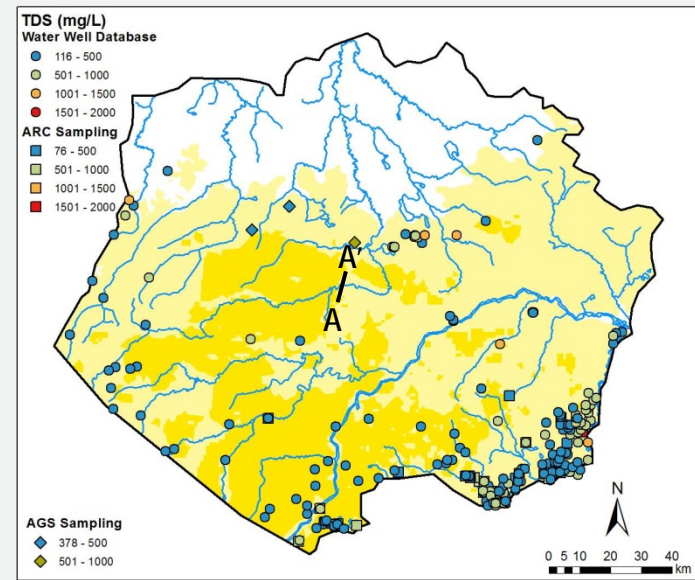 TDS (mg/L)
Water Well Database
116 - 500
501 - 1000
1001 - 1500
1501 - 2000
ARC Sampling
76 - 500
501 - 1000
1001 - 1500
1501 - 2000
A'
A
AGS Sampling
378 - 500
501 - 1000
N
0 5 10 20 30 40
km